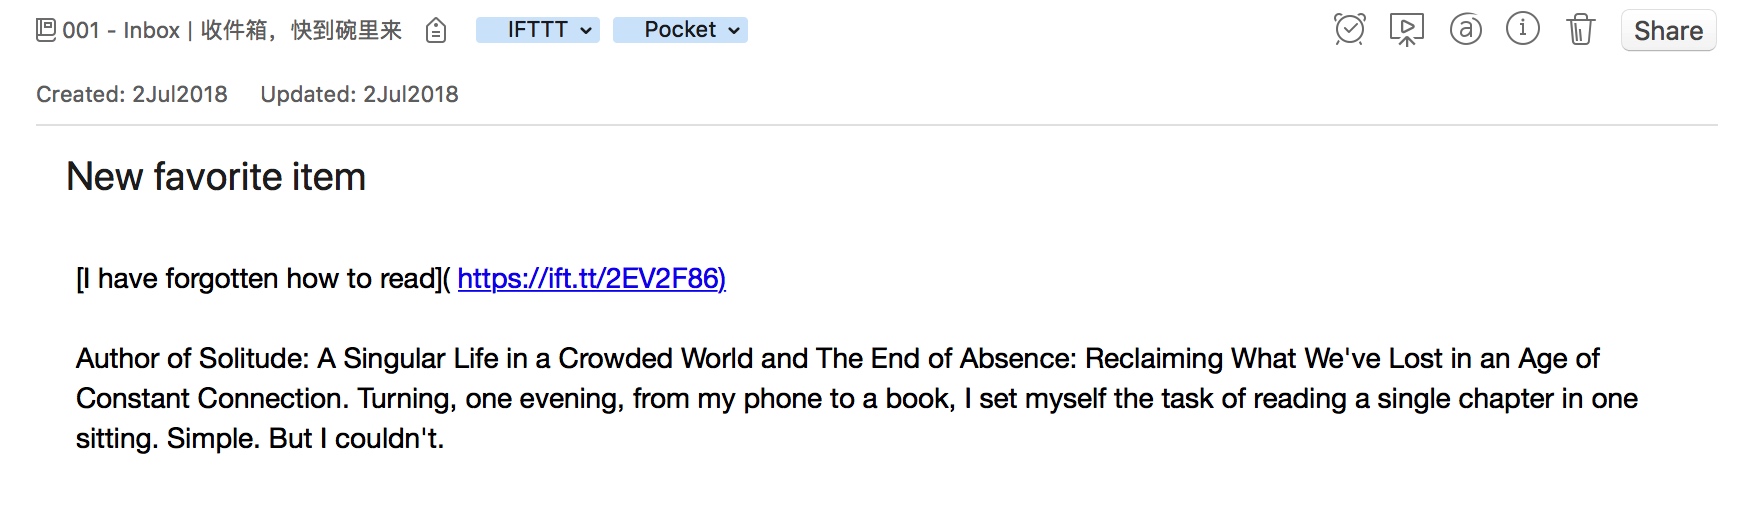 001 - Inbox | 收件箱，快到碗里来 IFTTT Pocket Share
Created: 2Jul2018 Updated: 2Jul2018
New favorite item
[I have forgotten how to read]( https://ift.tt/2EV2F86)
Author of Solitude: A Singular Life in a Crowded World and The End of Absence: Reclaiming What We've Lost in an Age of
Constant Connection. Turning, one evening, from my phone to a book, I set myself the task of reading a single chapter in one
sitting. Simple. But I couldn't.